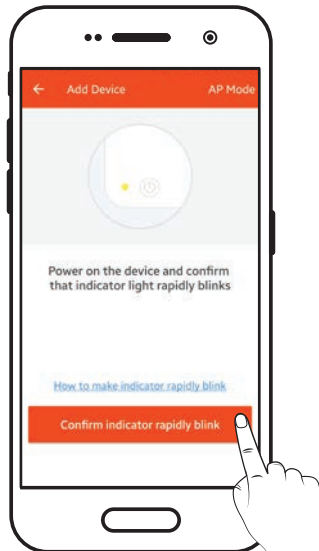 Add Device AP Mode
Power on the device and confirm
that indicator light rapidly blinks
How to make indicator rapidly blink
Confirm indicator rapidly blink